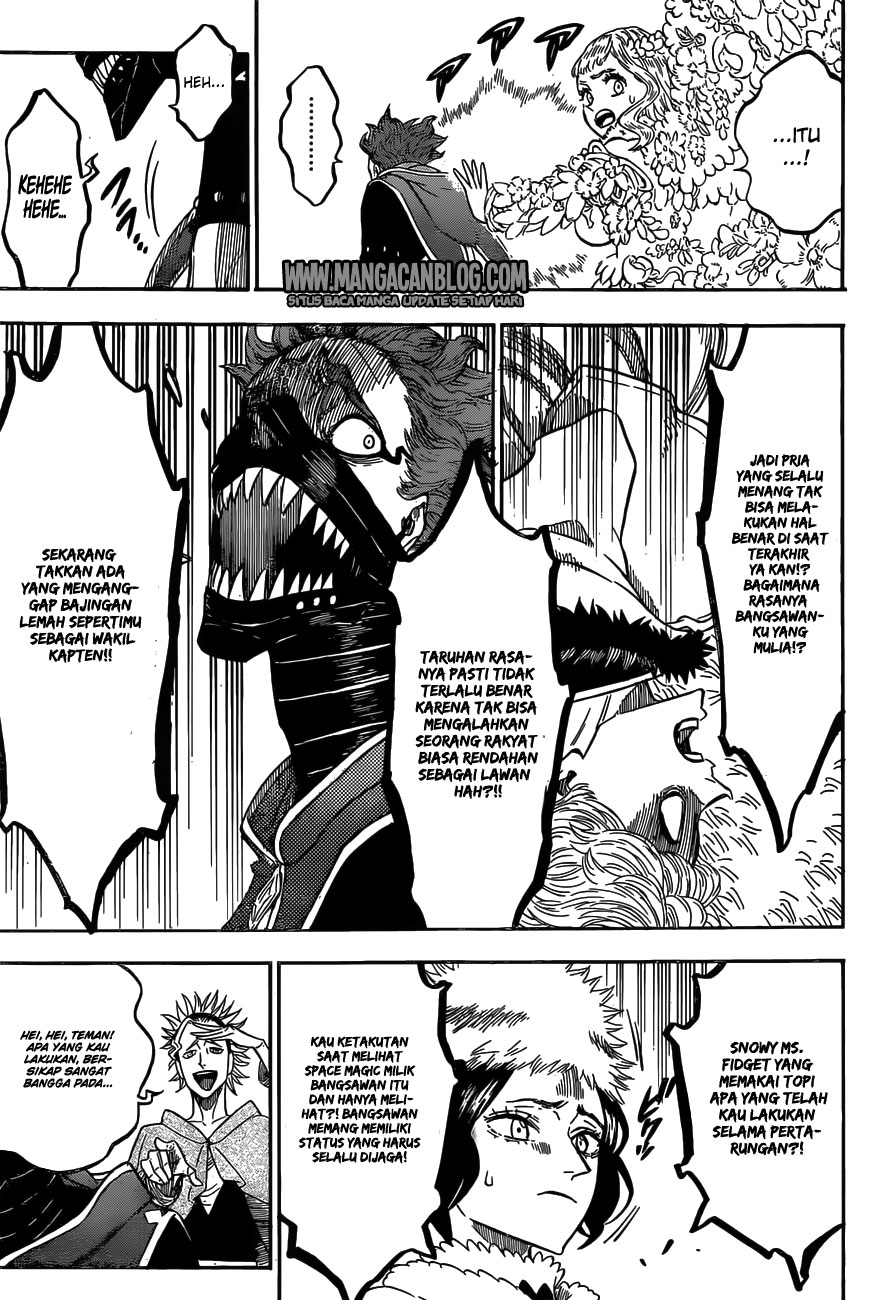 ...ITU
...!
.........
HEH...
KEHEHE
HEHE...
WWW.MANGACANBLOG.COM
SITUS BACA MANGA UPDATE SETIAP HARI
JADI PRIA
YANG SELALU
MENANG TAK
BISA MELA-
KUKAN HAL
BENAR DI SAAT
TERAKHIR
YA KAN!?
BAGAIMANA
RASANYA
BANGSAWAN-
KU YANG
MULIA!?
TARUHAN RASA-
NYA PASTI TIDAK
TERLALU BENAR
KARENA TAK BISA
MENGALAHKAN
SEORANG RAKYAT
BIASA RENDAHAN
SEBAGAI LAWAN
HAH?!!
SEKARANG
TAKKAN ADA
YANG MENGANG-
GAP BAJINGAN
LEMAH SEPERTIMU
SEBAGAI WAKIL
KAPTEN!!
SNOWY MS.
FIDGET YANG
MEMAKAI TOPI
APA YANG TELAH
KAU LAKUKAN
SELAMA PERTA-
RUNGAN?!
KAU KETAKUTAN
SAAT MELIHAT
SPACE MAGIC MILIK
BANGSAWAN ITU
DAN HANYA MELI-
HAT?! BANGSAWAN
MEMANG MEMILIKI
STATUS YANG HARUS
SELALU DIJAGA!
HEI, HEI, TEMAN!
APA YANG KAU
LAKUKAN, BER-
SIKAP SANGAT
BANGGA PADA...